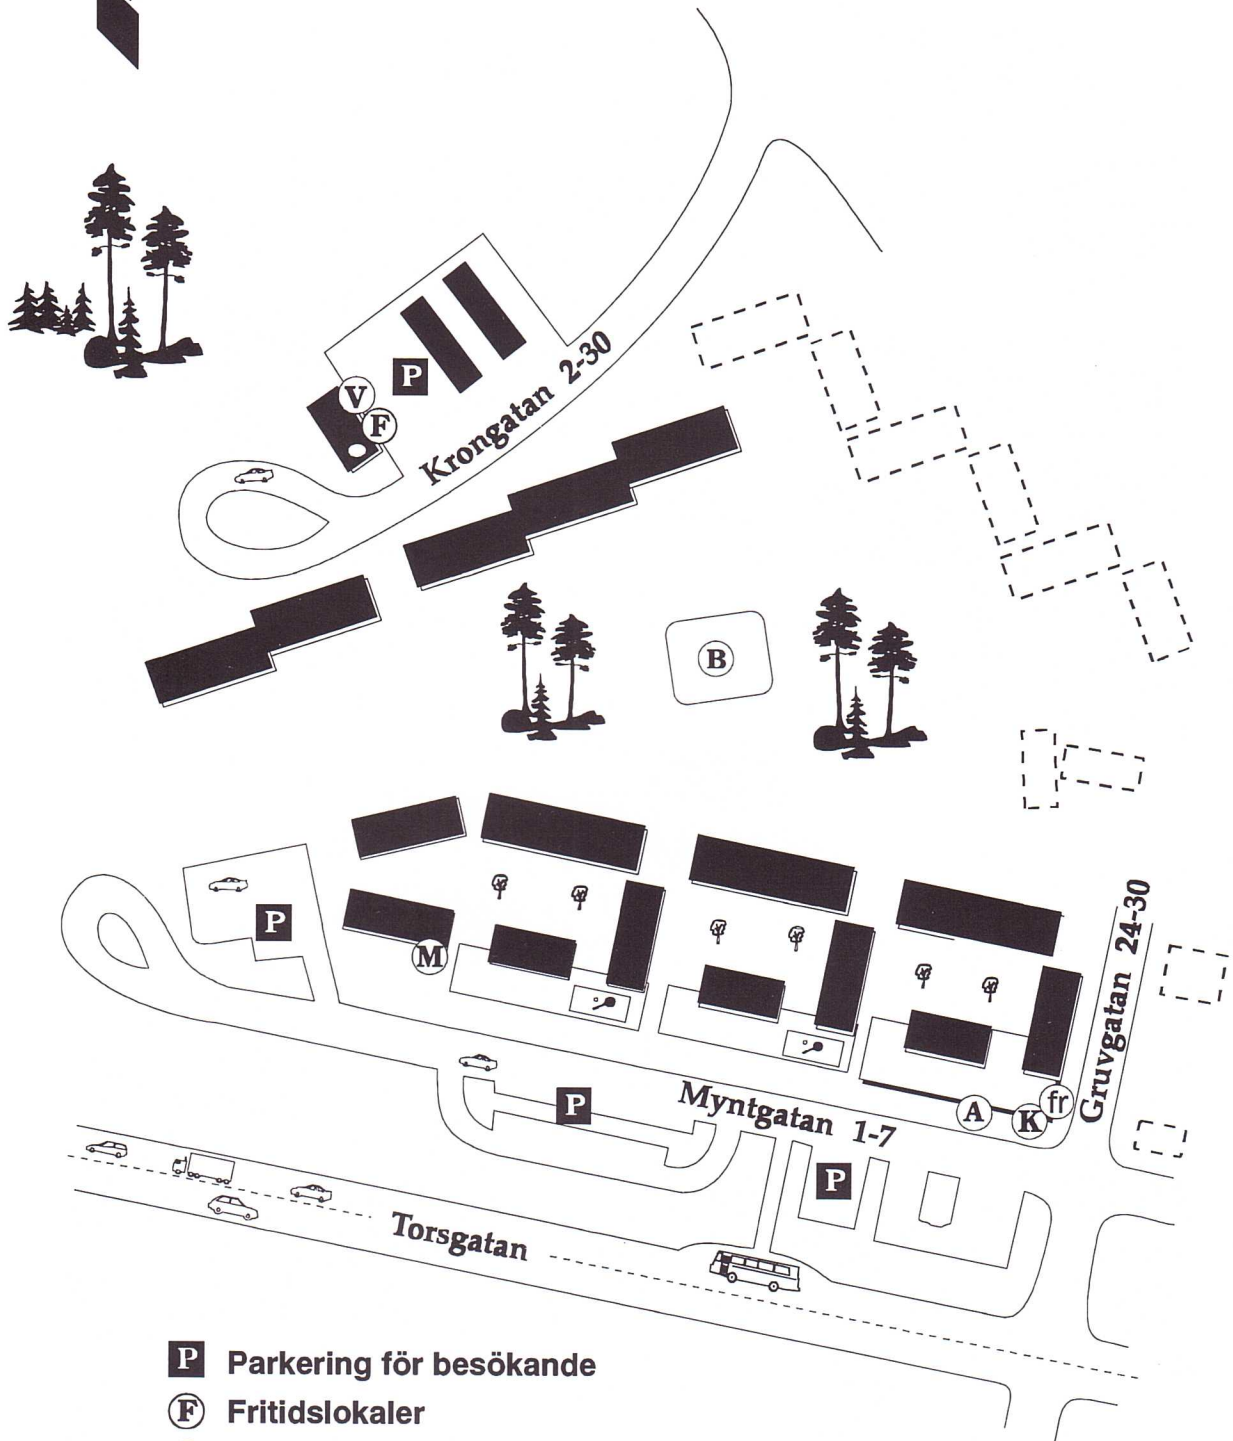 P
V
F
Krongatan 2-30
B
P
M
Gruvgatan 24-30
P
Myntgatan 1-7
A
K
fr
P
Torsgatan
P Parkering för besökande
F Fritidslokaler